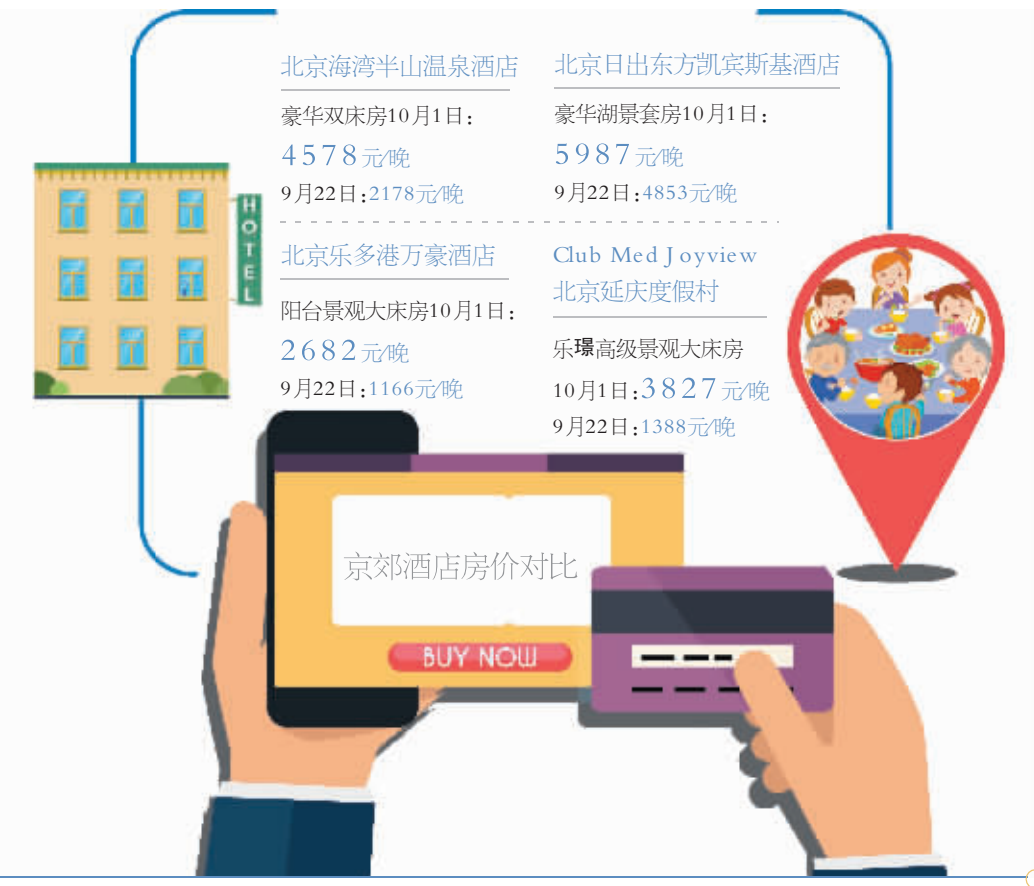 北京海湾半山温泉酒店
豪华双床房10月1日：
4578元/晚
9月22日：2178元/晚
北京日出东方凯宾斯基酒店
豪华湖景套房10月1日：
5987元/晚
9月22日：4853元/晚
HOTEL
北京乐多港万豪酒店
阳台景观大床房10月1日：
2682元/晚
9月22日：1166元/晚
Club Med Joyview
北京延庆度假村
乐璟高级景观大床房
10月1日：3827元/晚
9月22日：1388元/晚
京郊酒店房价对比
BUY NOW